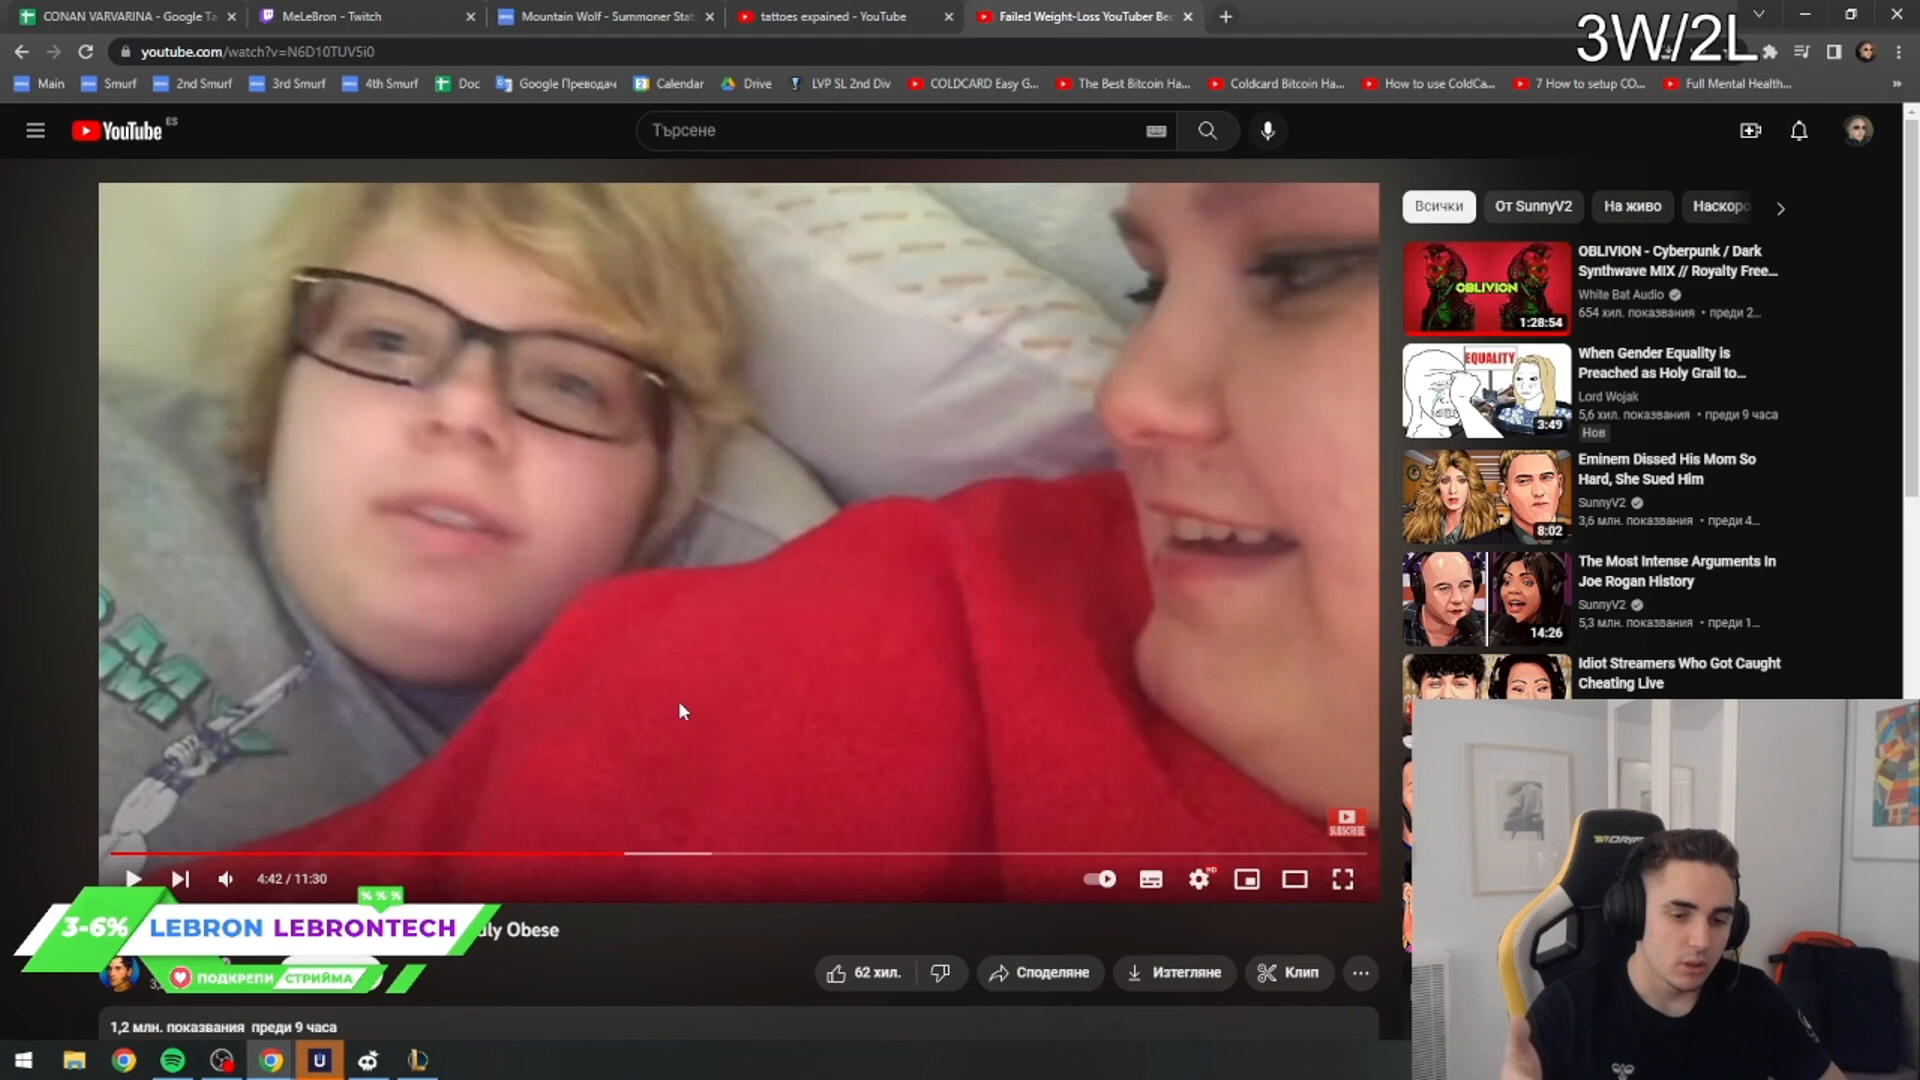 CONAN VARVARINA - Google Ta
MeLeBron - Twitch
Mountain Wolf - Summoner Stat
tattoes expained - YouTube
Failed Weight-Loss YouTuber Bec
3W/2L
youtube.com/watch?v=N6D10TUV5i0
Main
Smurf
2nd Smurf
3rd Smurf
4th Smurf
Doc
Google Преводач
Calendar
Drive
LVP SL 2nd Div
COLDCARD Easy G...
The Best Bitcoin Ha...
Coldcard Bitcoin Ha...
How to use ColdCa...
7 How to setup CO...
Full Mental Health...
YouTube ES
Търсене
Всички
От SunnyV2
На живо
Наскоро
OBLIVION
1:28:54
OBLIVION - Cyberpunk / Dark
Synthwave MIX // Royalty Free...
White Bat Audio
654 хил. показвания • преди 2...
EQUALITY
3:49
When Gender Equality is
Preached as Holy Grail to...
Lord Wojak
5,6 хил. показвания • преди 9 часа
Нов
8:02
Eminem Dissed His Mom So
Hard, She Sued Him
SunnyV2
3,6 млн. показвания • преди 4...
14:26
The Most Intense Arguments In
Joe Rogan History
SunnyV2
5,3 млн. показвания • преди 1...
Idiot Streamers Who Got Caught
Cheating Live
SUBSCRIBE
4:42 / 11:30
HD
% % %
3-6%
LEBRON LEBRONTECH
Obese
ПОДКРЕПИ СТРИЙМА
62 хил.
Споделяне
Изтегляне
Клип
1,2 млн. показвания преди 9 часа